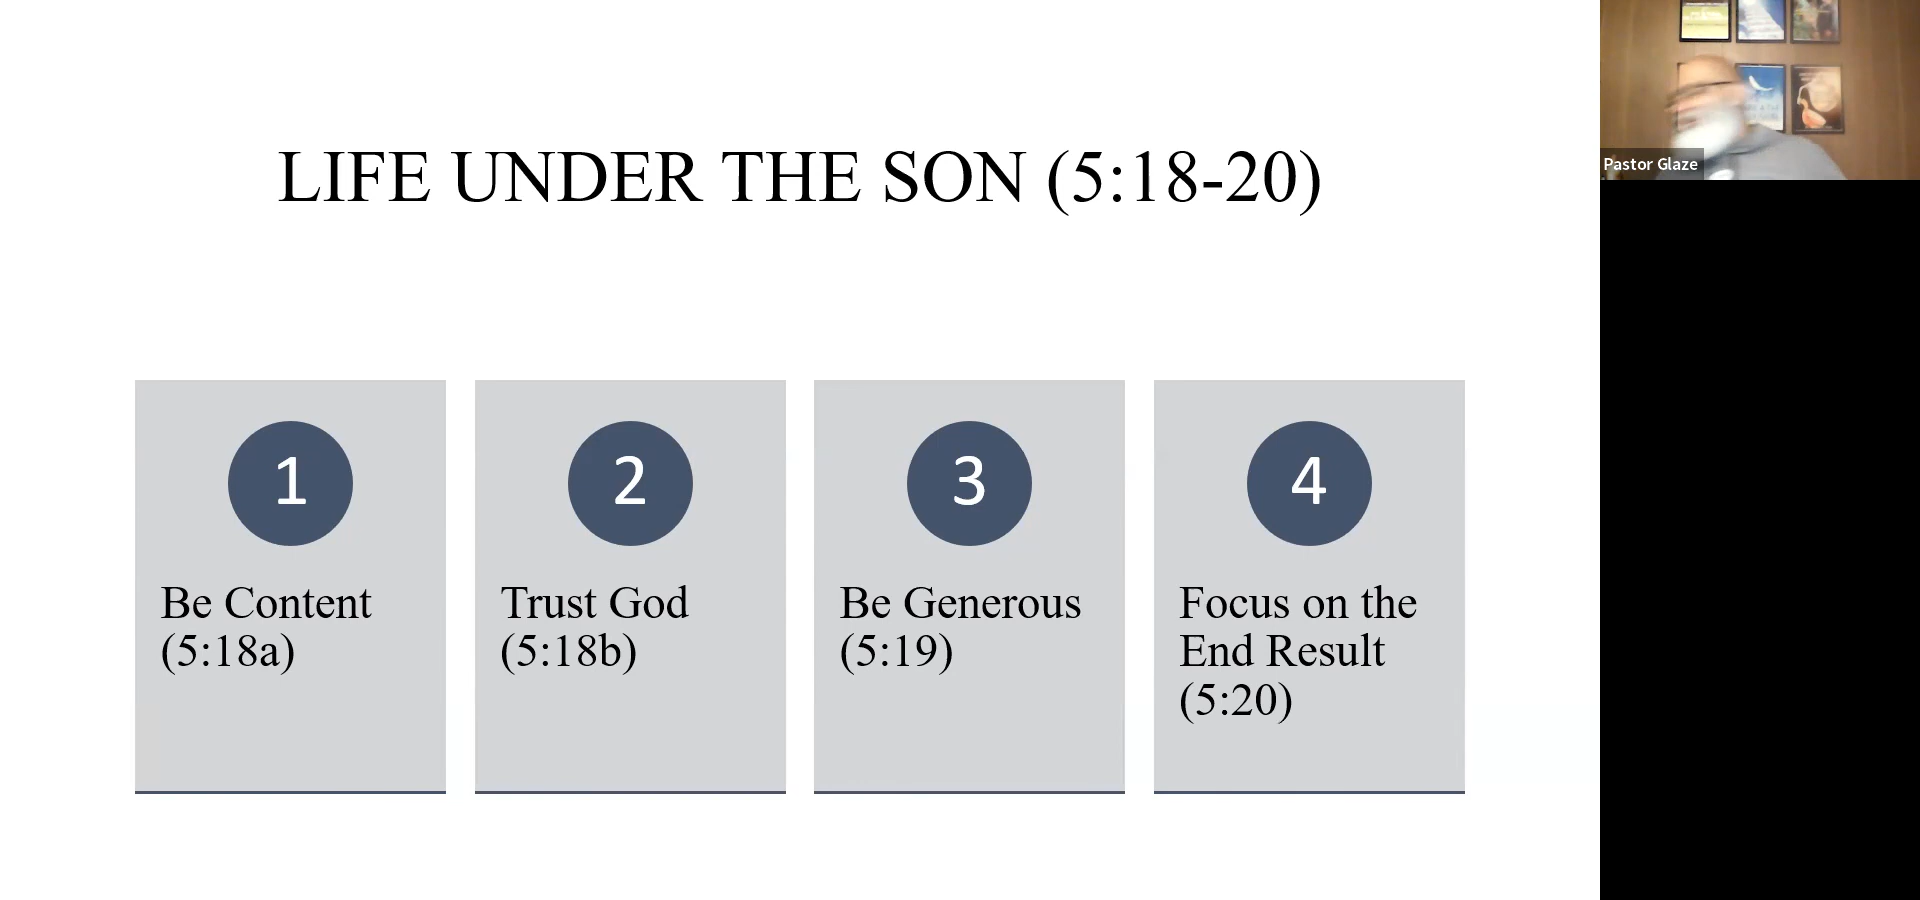 LIFE UNDER THE SON (5:18-20)
1
Be Content
(5:18a)
2
Trust God
(5:18b)
3
Be Generous
(5:19)
4
Focus on the
End Result
(5:20)
Pastor Glaze